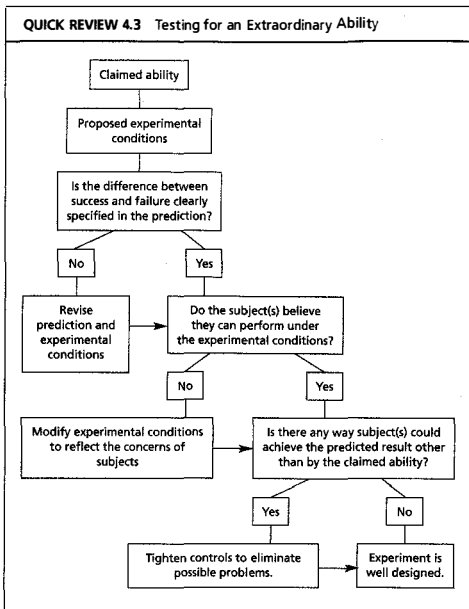 QUICK REVIEW 4.3 Testing for an Extraordinary Ability
Claimed ability
Proposed experimental
conditions
Is the difference between
success and failure clearly
specified in the prediction?
No
Yes
Revise
prediction and
experimental
conditions
Do the subject(s) believe
they can perform under
the experimental conditions?
No
Yes
Modify experimental conditions
to reflect the concerns of
subjects
Is there any way subject(s) could
achieve the predicted result other
than by the claimed ability?
Yes
No
Tighten controls to eliminate
possible problems.
Experiment is
well designed.